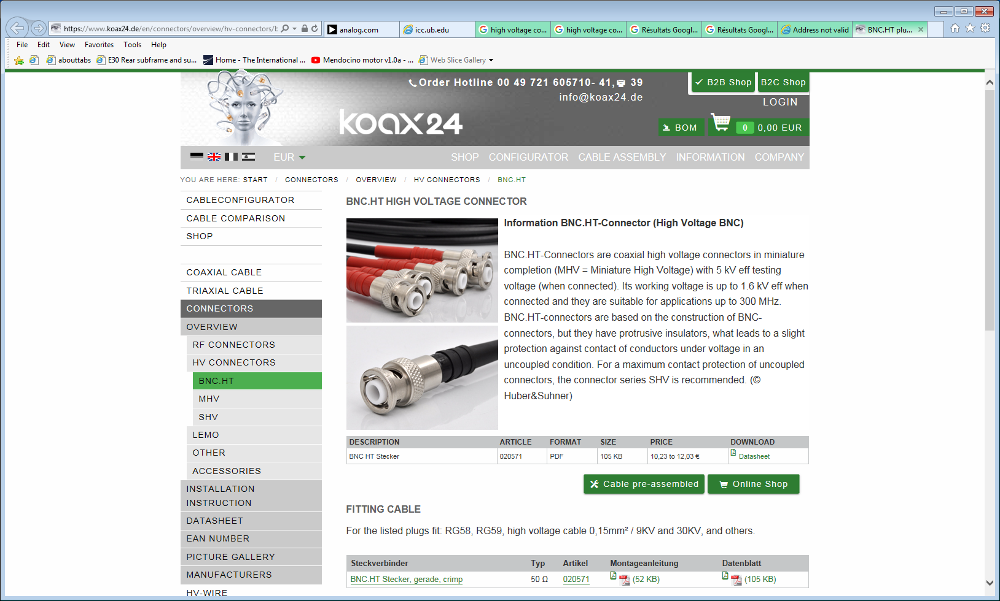 https://www.koax24.de/en/connectors/overview/hv-connectors/b
analog.com
icc.ub.edu
high voltage co...
high voltage co...
Résultats Googl...
Résultats Googl...
Address not valid
BNC.HT plu...
File Edit View Favorites Tools Help
abouttabs
E30 Rear subframe and su...
Home - The International ...
Mendocino motor v1.0a - ...
Web Slice Gallery
Order Hotline 00 49 721 605710- 41, 39
info@koax24.de
B2B Shop
B2C Shop
LOGIN
koax24
BOM
0 0,00 EUR
EUR
SHOP CONFIGURATOR CABLE ASSEMBLY INFORMATION COMPANY
YOU ARE HERE: START / CONNECTORS / OVERVIEW / HV CONNECTORS / BNC.HT
CABLECONFIGURATOR
CABLE COMPARISON
SHOP
COAXIAL CABLE
TRIAXIAL CABLE
CONNECTORS
OVERVIEW
RF CONNECTORS
HV CONNECTORS
BNC.HT
MHV
SHV
LEMO
OTHER
ACCESSORIES
INSTALLATION
INSTRUCTION
DATASHEET
EAN NUMBER
PICTURE GALLERY
MANUFACTURERS
HV-WIRE
BNC.HT HIGH VOLTAGE CONNECTOR
Information BNC.HT-Connector (High Voltage BNC)
BNC.HT-Connectors are coaxial high voltage connectors in miniature
completion (MHV = Miniature High Voltage) with 5 kV eff testing
voltage (when connected). Its working voltage is up to 1.6 kV eff when
connected and they are suitable for applications up to 300 MHz.
BNC.HT-connectors are based on the construction of BNC-
connectors, but they have protrusive insulators, what leads to a slight
protection against contact of conductors under voltage in an
uncoupled condition. For a maximum contact protection of uncoupled
connectors, the connector series SHV is recommended. (©
Huber&Suhner)
DESCRIPTION ARTICLE FORMAT SIZE PRICE DOWNLOAD
BNC HT Stecker 020571 PDF 105 KB 10,23 to 12,03 € Datasheet
Cable pre-assembled
Online Shop
FITTING CABLE
For the listed plugs fit: RG58, RG59, high voltage cable 0,15mm² / 9KV and 30KV, and others.
Steckverbinder Typ Artikel Montageanleitung Datenblatt
BNC.HT Stecker, gerade, crimp 50 Ω 020571 (52 KB) (105 KB)